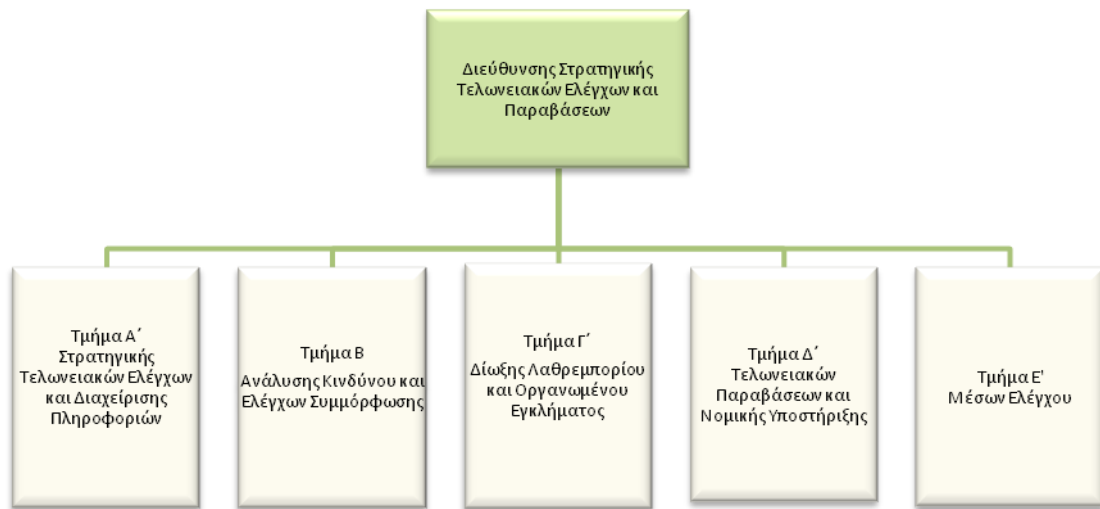 Διεύθυνσης Στρατηγικής
Τελωνειακών Ελέγχων και
Παραβάσεων
Τμήμα Α΄
Στρατηγικής
Τελωνειακών Ελέγχων
και Διαχείρισης
Πληροφοριών
Τμήμα Β
Ανάλυσης Κινδύνου και
Ελέγχων Συμμόρφωσης
Τμήμα Γ΄
Δίωξης Λαθρεμπορίου
και Οργανωμένου
Εγκλήματος
Τμήμα Δ΄
Τελωνειακών
Παραβάσεων και
Νομικής Υποστήριξης
Τμήμα Ε'
Μέσων Ελέγχου